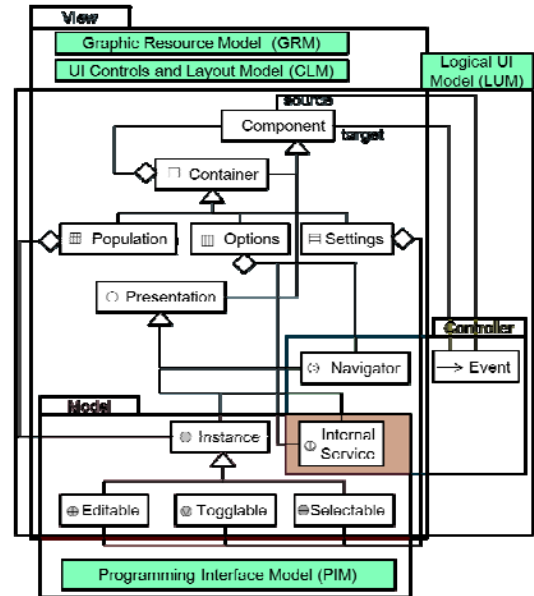 View
Graphic Resource Model (GRM)
UI Controls and Layout Model (CLM)
Logical UI
Model (LUM)
source
Component
target
Container
Population
Options
Settings
Presentation
Controller
Navigator
Event
Model
Instance
Internal
Service
Editable
Togglable
Selectable
Programming Interface Model (PIM)